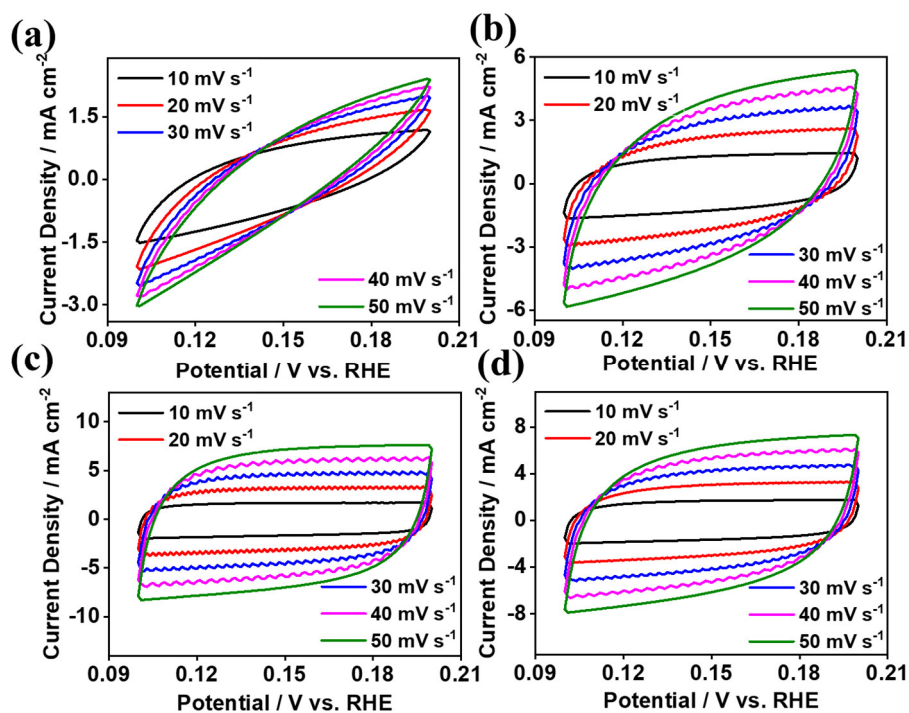 (a)
Current Density / mA cm⁻²
1.5
0.0
-1.5
-3.0
10 mV s⁻¹
20 mV s⁻¹
30 mV s⁻¹
40 mV s⁻¹
50 mV s⁻¹
0.09 0.12 0.15 0.18 0.21
Potential / V vs. RHE
(b)
Current Density / mA cm⁻²
6
3
0
-3
-6
10 mV s⁻¹
20 mV s⁻¹
30 mV s⁻¹
40 mV s⁻¹
50 mV s⁻¹
0.09 0.12 0.15 0.18 0.21
Potential / V vs. RHE
(c)
Current Density / mA cm⁻²
10
5
0
-5
-10
10 mV s⁻¹
20 mV s⁻¹
30 mV s⁻¹
40 mV s⁻¹
50 mV s⁻¹
0.09 0.12 0.15 0.18 0.21
Potential / V vs. RHE
(d)
Current Density / mA cm⁻²
8
4
0
-4
-8
10 mV s⁻¹
20 mV s⁻¹
30 mV s⁻¹
40 mV s⁻¹
50 mV s⁻¹
0.09 0.12 0.15 0.18 0.21
Potential / V vs. RHE